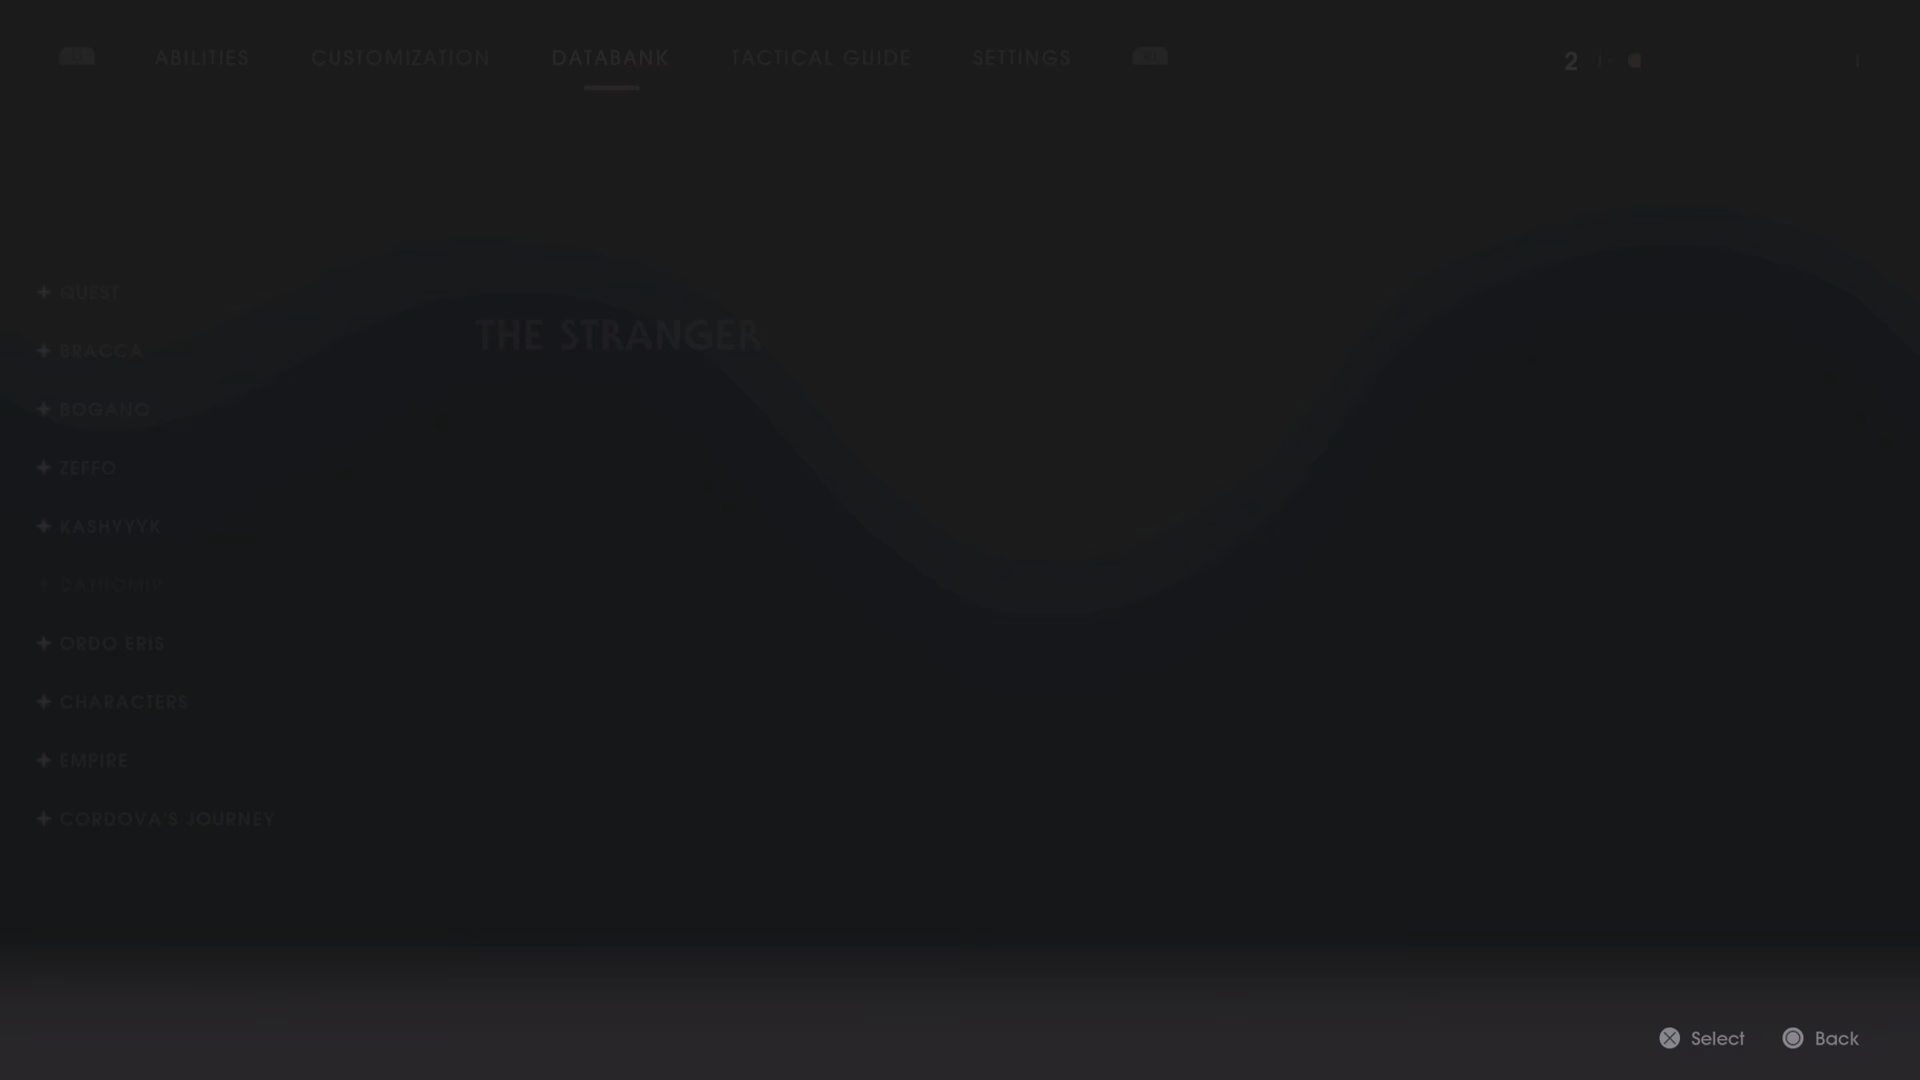 ABILITIES CUSTOMIZATION DATABANK TACTICAL GUIDE SETTINGS 2
QUEST
THE STRANGER
BRACCA
BOGANO
ZEFFO
KASHYYYK
DATHOMIR
ORDO ERIS
CHARACTERS
EMPIRE
CORDOVA'S JOURNEY
Select Back